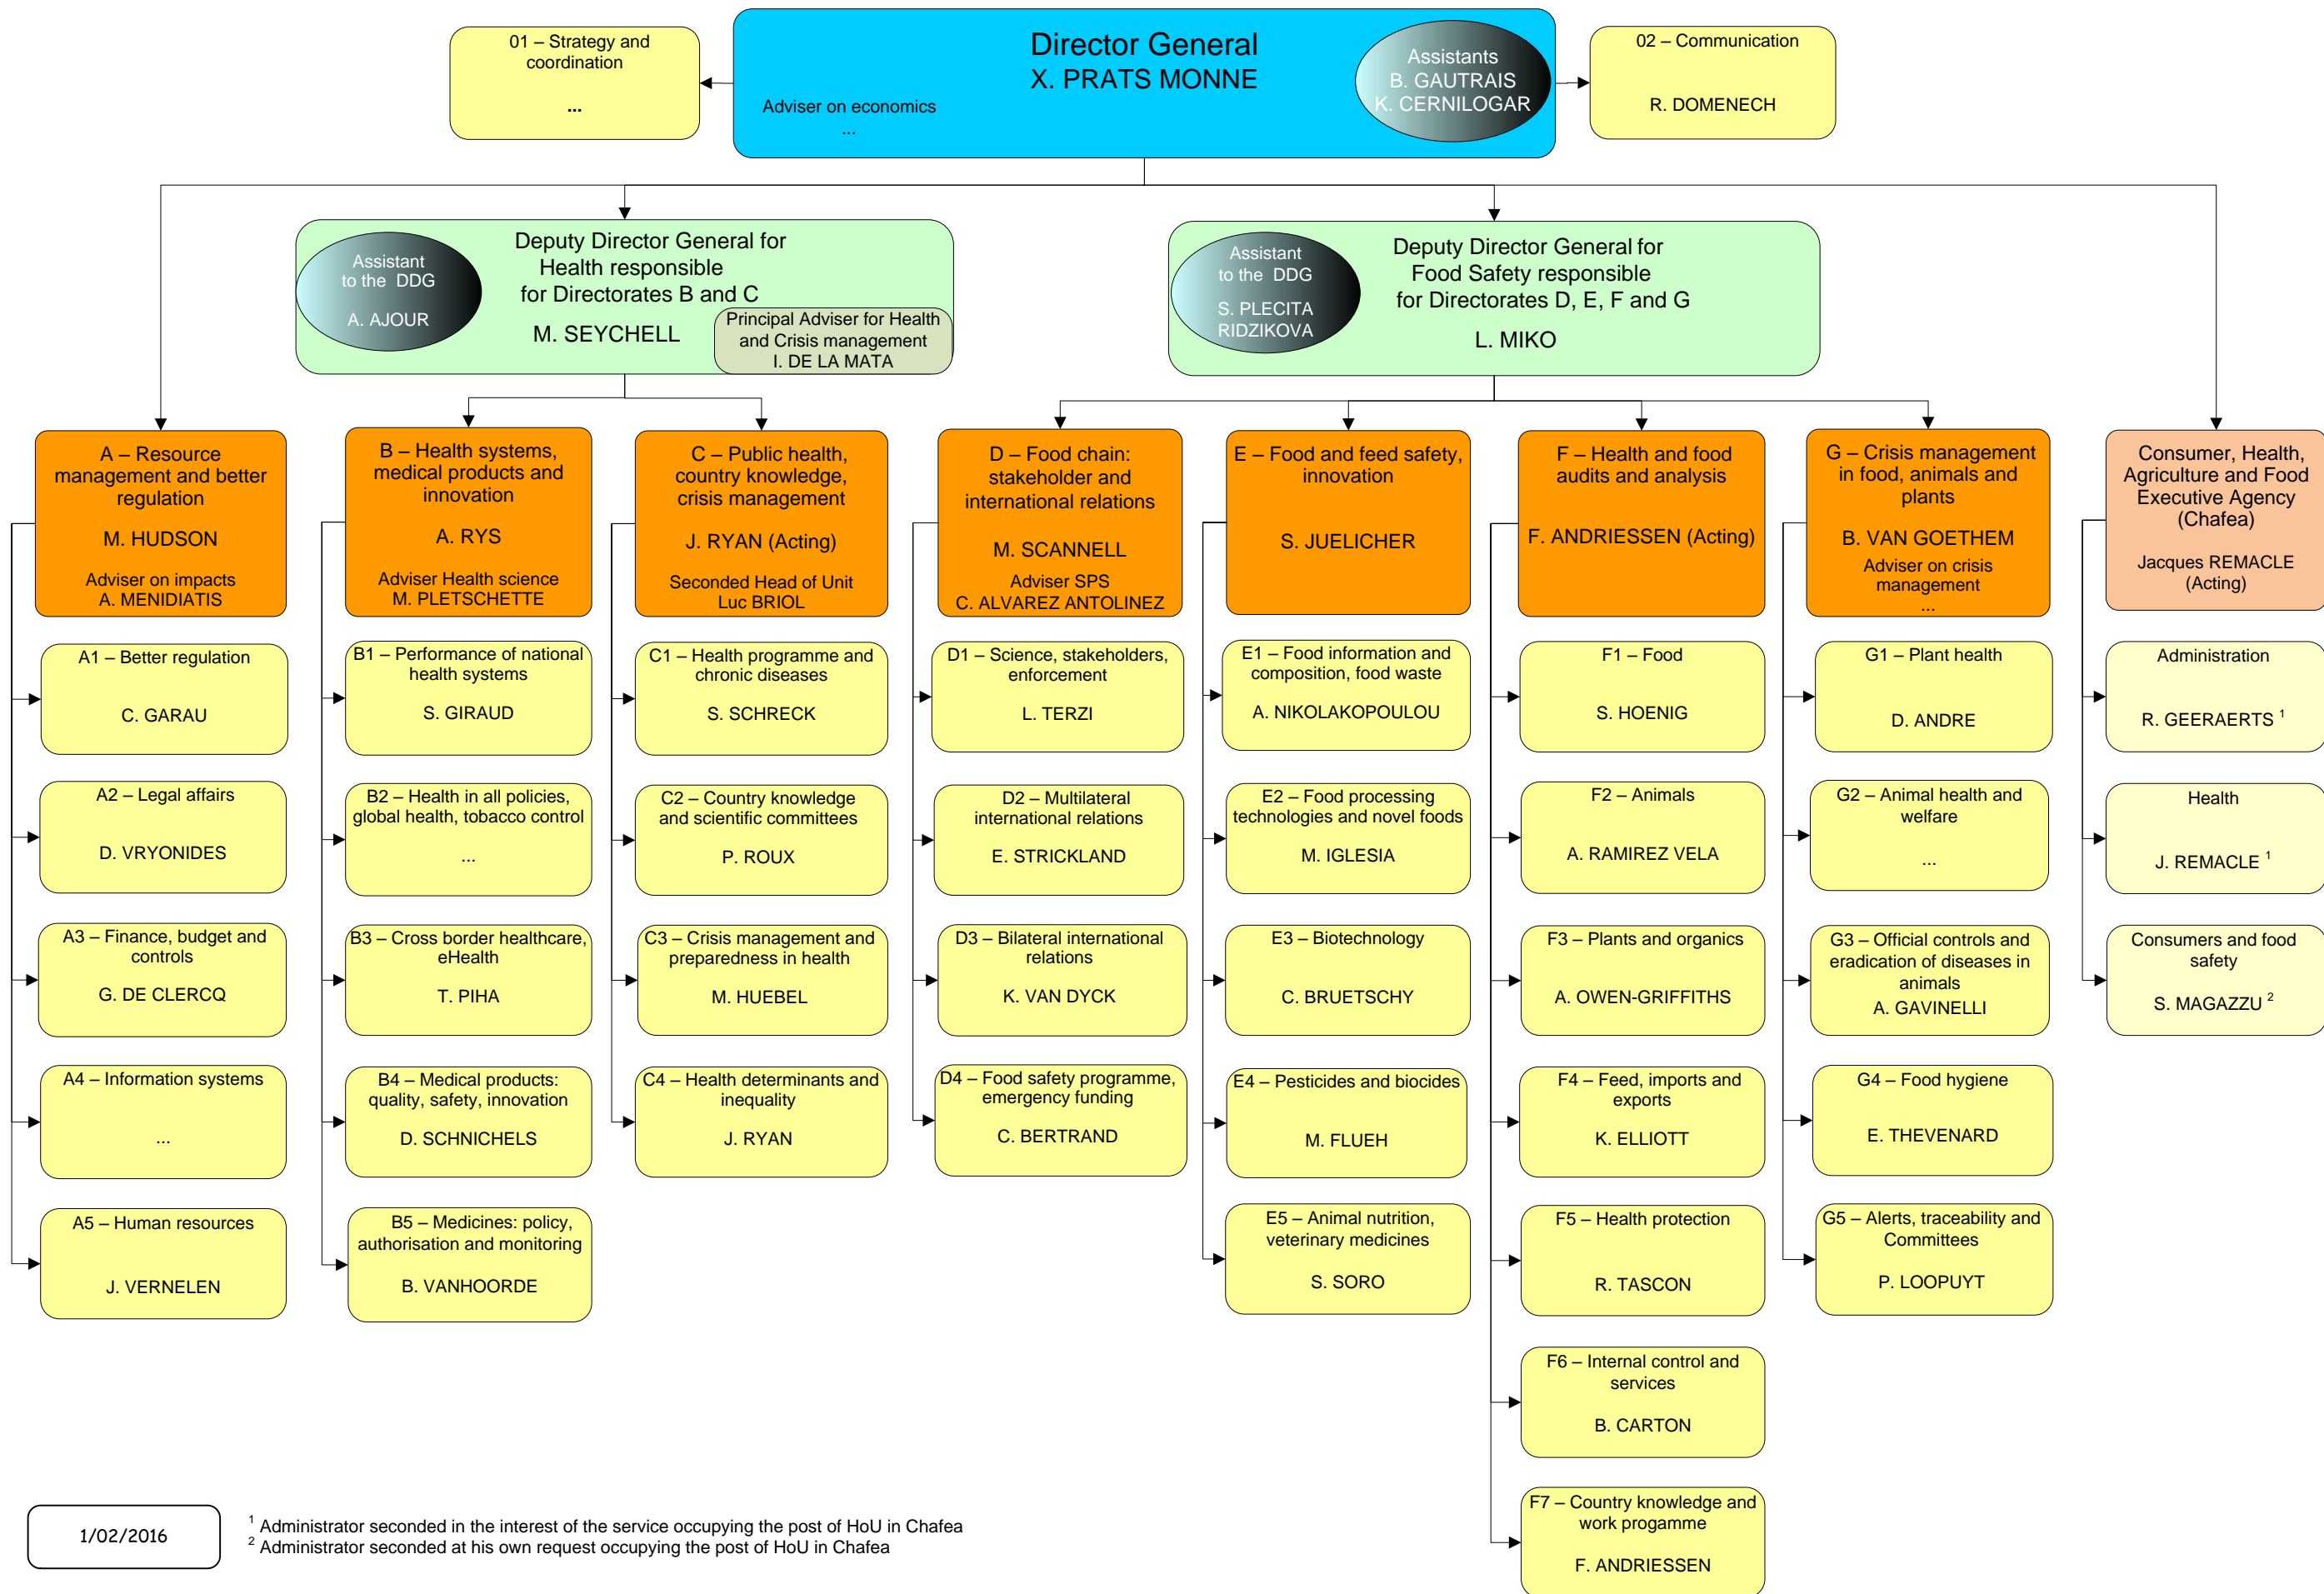 01 – Strategy and
coordination
...
Director General
X. PRATS MONNE
Adviser on economics
...
Assistants
B. GAUTRAIS
K. CERNILOGAR
02 – Communication
R. DOMENECH
Assistant
to the DDG
A. AJOUR
Deputy Director General for
Health responsible
for Directorates B and C
M. SEYCHELL
Principal Adviser for Health
and Crisis management
I. DE LA MATA
Assistant
to the DDG
S. PLECITA
RIDZIKOVA
Deputy Director General for
Food Safety responsible
for Directorates D, E, F and G
L. MIKO
A – Resource
management and better
regulation
M. HUDSON
Adviser on impacts
A. MENIDIATIS
A1 – Better regulation
C. GARAU
A2 – Legal affairs
D. VRYONIDES
A3 – Finance, budget and
controls
G. DE CLERCQ
A4 – Information systems
...
A5 – Human resources
J. VERNELEN
B – Health systems,
medical products and
innovation
A. RYS
Adviser Health science
M. PLETSCHETTE
B1 – Performance of national
health systems
S. GIRAUD
B2 – Health in all policies,
global health, tobacco control
...
B3 – Cross border healthcare,
eHealth
T. PIHA
B4 – Medical products:
quality, safety, innovation
D. SCHNICHELS
B5 – Medicines: policy,
authorisation and monitoring
B. VANHOORDE
C – Public health,
country knowledge,
crisis management
J. RYAN (Acting)
Seconded Head of Unit
Luc BRIOL
C1 – Health programme and
chronic diseases
S. SCHRECK
C2 – Country knowledge
and scientific committees
P. ROUX
C3 – Crisis management and
preparedness in health
M. HUEBEL
C4 – Health determinants and
inequality
J. RYAN
D – Food chain:
stakeholder and
international relations
M. SCANNELL
Adviser SPS
C. ALVAREZ ANTOLINEZ
D1 – Science, stakeholders,
enforcement
L. TERZI
D2 – Multilateral
international relations
E. STRICKLAND
D3 – Bilateral international
relations
K. VAN DYCK
D4 – Food safety programme,
emergency funding
C. BERTRAND
E – Food and feed safety,
innovation
S. JUELICHER
E1 – Food information and
composition, food waste
A. NIKOLAKOPOULOU
E2 – Food processing
technologies and novel foods
M. IGLESIA
E3 – Biotechnology
C. BRUETSCHY
E4 – Pesticides and biocides
M. FLUEH
E5 – Animal nutrition,
veterinary medicines
S. SORO
F – Health and food
audits and analysis
F. ANDRIESSEN (Acting)
F1 – Food
S. HOENIG
F2 – Animals
A. RAMIREZ VELA
F3 – Plants and organics
A. OWEN-GRIFFITHS
F4 – Feed, imports and
exports
K. ELLIOTT
F5 – Health protection
R. TASCON
F6 – Internal control and
services
B. CARTON
F7 – Country knowledge and
work progamme
F. ANDRIESSEN
G – Crisis management
in food, animals and
plants
B. VAN GOETHEM
Adviser on crisis
management
...
G1 – Plant health
D. ANDRE
G2 – Animal health and
welfare
...
G3 – Official controls and
eradication of diseases in
animals
A. GAVINELLI
G4 – Food hygiene
E. THEVENARD
G5 – Alerts, traceability and
Committees
P. LOOPUYT
Consumer, Health,
Agriculture and Food
Executive Agency
(Chafea)
Jacques REMACLE
(Acting)
Administration
R. GEERAERTS 1
Health
J. REMACLE 1
Consumers and food
safety
S. MAGAZZU 2
1/02/2016
1 Administrator seconded in the interest of the service occupying the post of HoU in Chafea
2 Administrator seconded at his own request occupying the post of HoU in Chafea